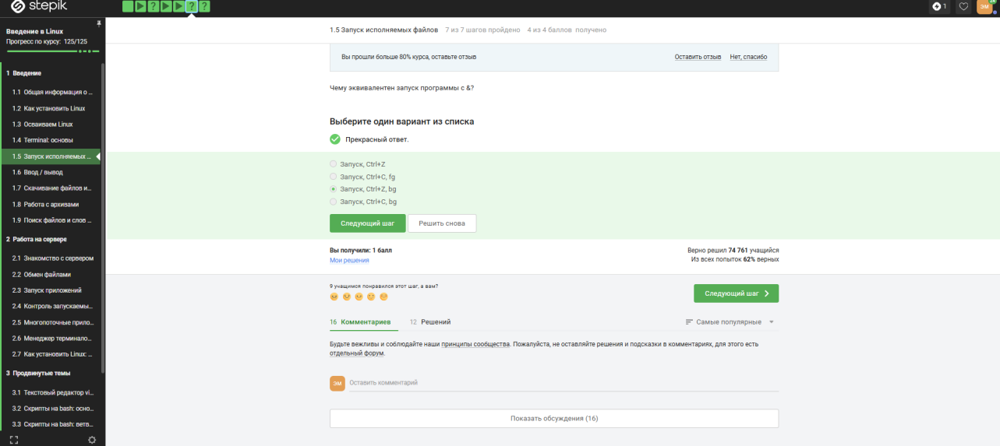 stepik
? ? ?
1
ЭМ
24
Введение в Linux
Прогресс по курсу: 125/125
1 Введение
1.1 Общая информация о ...
1.2 Как установить Linux
1.3 Осваиваем Linux
1.4 Terminal: основы
1.5 Запуск исполняемых ...
1.6 Ввод / вывод
1.7 Скачивание файлов и...
1.8 Работа с архивами
1.9 Поиск файлов и слов ...
2 Работа на сервере
2.1 Знакомство с сервером
2.2 Обмен файлами
2.3 Запуск приложений
2.4 Контроль запускаемы...
2.5 Многопоточные прило...
2.6 Менеджер терминало...
2.7 Как установить Linux: ...
3 Продвинутые темы
3.1 Текстовый редактор vi...
3.2 Скрипты на bash: осно...
3.3 Скрипты на bash: ветв...
1.5 Запуск исполняемых файлов 7 из 7 шагов пройдено 4 из 4 баллов получено
Вы прошли больше 80% курса, оставьте отзыв Оставить отзыв Нет, спасибо
Чему эквивалентен запуск программы с &?
Выберите один вариант из списка
Прекрасный ответ.
Запуск, Ctrl+Z
Запуск, Ctrl+C, fg
Запуск, Ctrl+Z, bg
Запуск, Ctrl+C, bg
Следующий шаг Решить снова
Вы получили: 1 балл
Мои решения
Верно решил 74 761 учащийся
Из всех попыток 62% верных
9 учащимся понравился этот шаг, а вам?
Следующий шаг
16 Комментариев 12 Решений Самые популярные
Будьте вежливы и соблюдайте наши принципы сообщества. Пожалуйста, не оставляйте решения и подсказки в комментариях, для этого есть
отдельный форум.
ЭМ Оставить комментарий
Показать обсуждения (16)